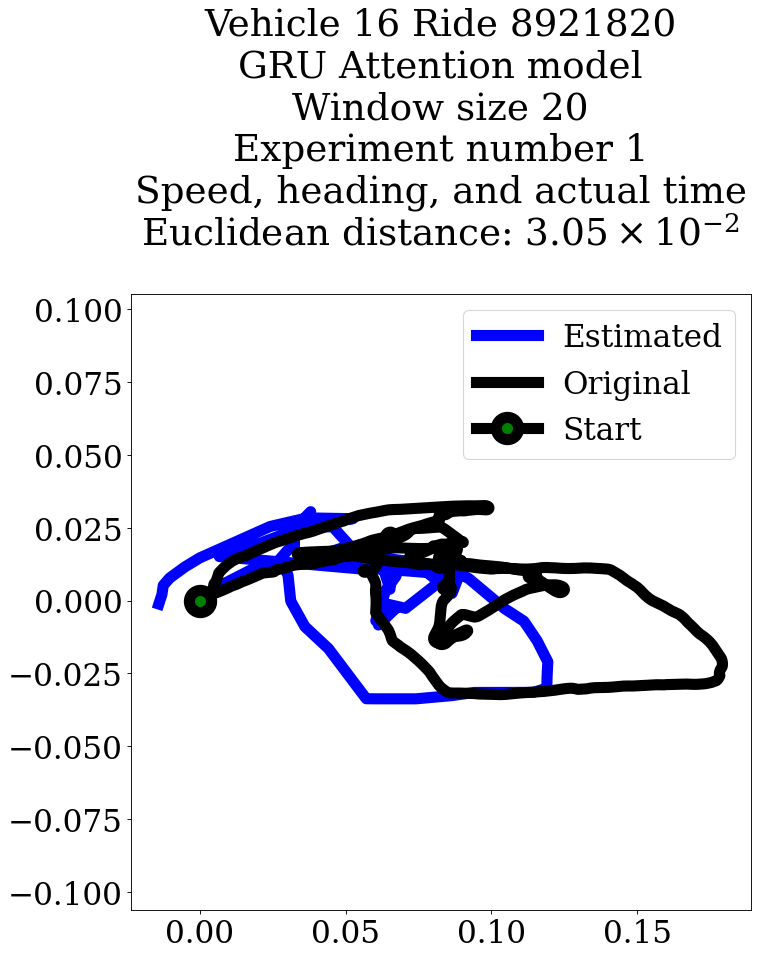 Vehicle 16 Ride 8921820
GRU Attention model
Window size 20
Experiment number 1
Speed, heading, and actual time
Euclidean distance: 3.05 × 10⁻²
0.100
0.075
0.050
0.025
0.000
−0.025
−0.050
−0.075
−0.100
Estimated
Original
Start
0.00
0.05
0.10
0.15